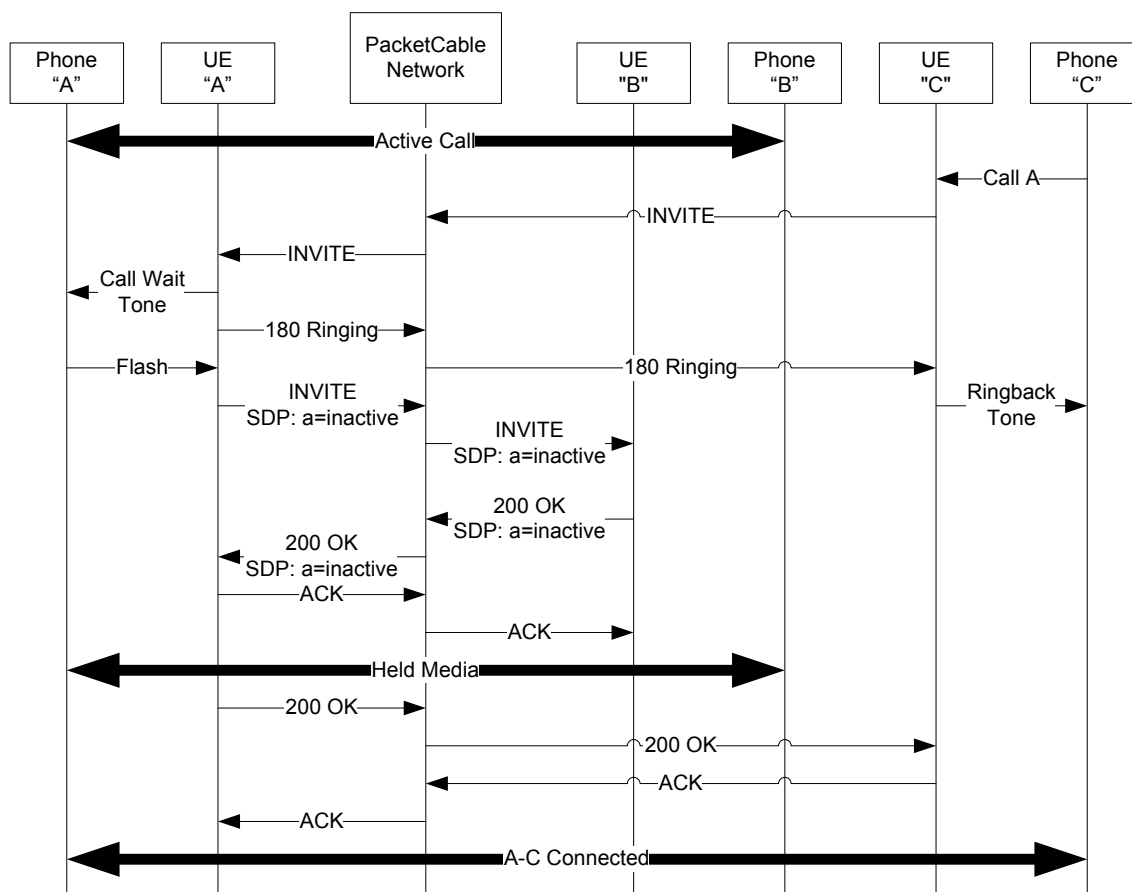 Phone
“A”
UE
“A”
PacketCable
Network
UE
"B"
Phone
“B”
UE
"C"
Phone
“C”
Active Call
Call A
INVITE
INVITE
Call Wait
Tone
180 Ringing
Flash
180 Ringing
INVITE
SDP: a=inactive
Ringback
Tone
INVITE
SDP: a=inactive
200 OK
SDP: a=inactive
200 OK
SDP: a=inactive
ACK
ACK
Held Media
200 OK
200 OK
ACK
ACK
A-C Connected